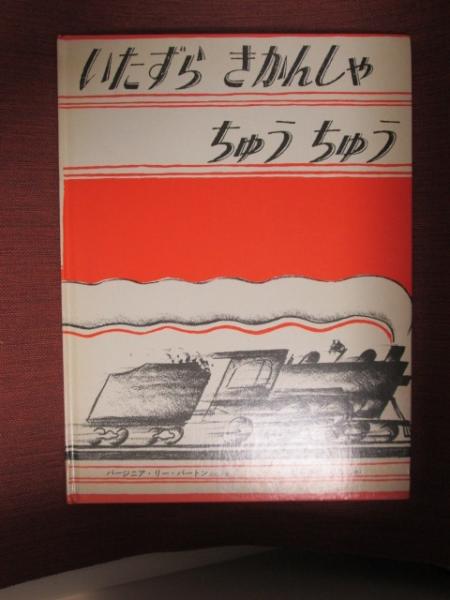 いたずら きかんしゃ
ちゅう ちゅう
バージニア・リー・バートン